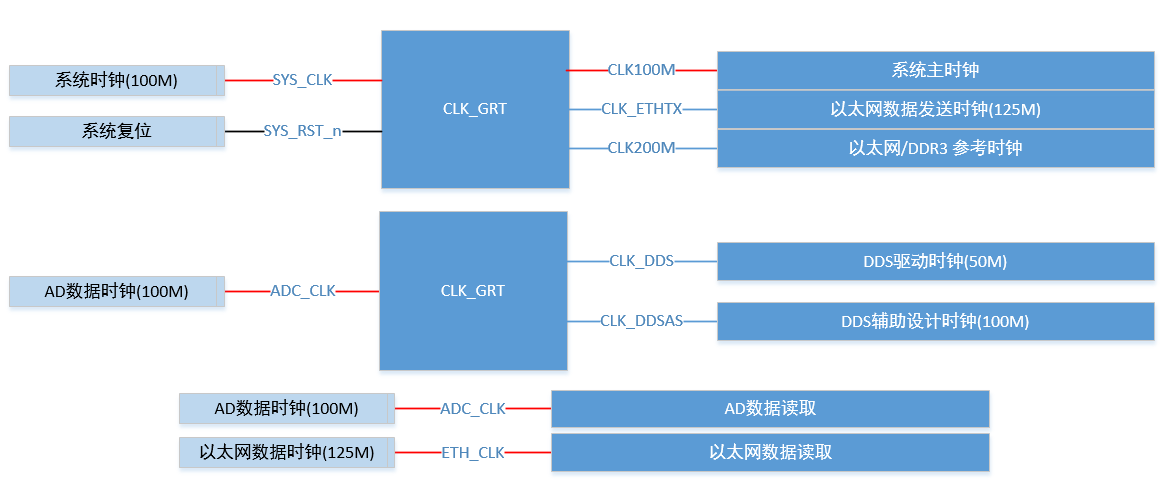 系统时钟(100M)
SYS_CLK
系统复位
SYS_RST_n
CLK_GRT
CLK100M
系统主时钟
CLK_ETHTX
以太网数据发送时钟(125M)
CLK200M
以太网/DDR3 参考时钟
AD数据时钟(100M)
ADC_CLK
CLK_GRT
CLK_DDS
DDS驱动时钟(50M)
CLK_DDSAS
DDS辅助设计时钟(100M)
AD数据时钟(100M)
ADC_CLK
AD数据读取
以太网数据时钟(125M)
ETH_CLK
以太网数据读取